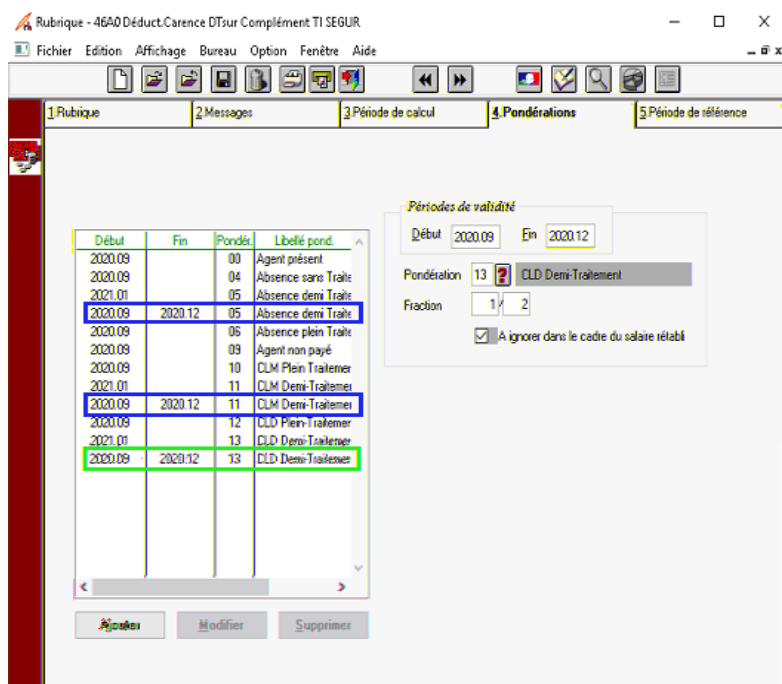 Rubrique - 46A0 Déduct.Carence DTsur Complément TI SEGUR
Fichier Edition Affichage Bureau Option Fenêtre Aide
1.Rubrique 2.Messages 3.Période de calcul 4.Pondérations 5.Période de référence
Périodes de validité
Début 2020.09 Fin 2020.12
Pondération 13 ? CLD Demi-Traitement
Fraction 1 / 2
A ignorer dans le cadre du salaire rétabli
Début Fin Pondér. Libellé pond.
2020.09 00 Agent présent
2020.09 04 Absence sans Traite
2021.01 05 Absence demi Traite
2020.09 2020.12 05 Absence demi Traite
2020.09 06 Absence plein Traite
2020.09 09 Agent non payé
2020.09 10 CLM Plein Traitemer
2021.01 11 CLM Demi-Traitemer
2020.09 2020.12 11 CLM Demi-Traitemer
2020.09 12 CLD Plein-Traitemer
2021.01 13 CLD Demi-Traitemer
2020.09 2020.12 13 CLD Demi-Traitemer
Ajouter Modifier Supprimer